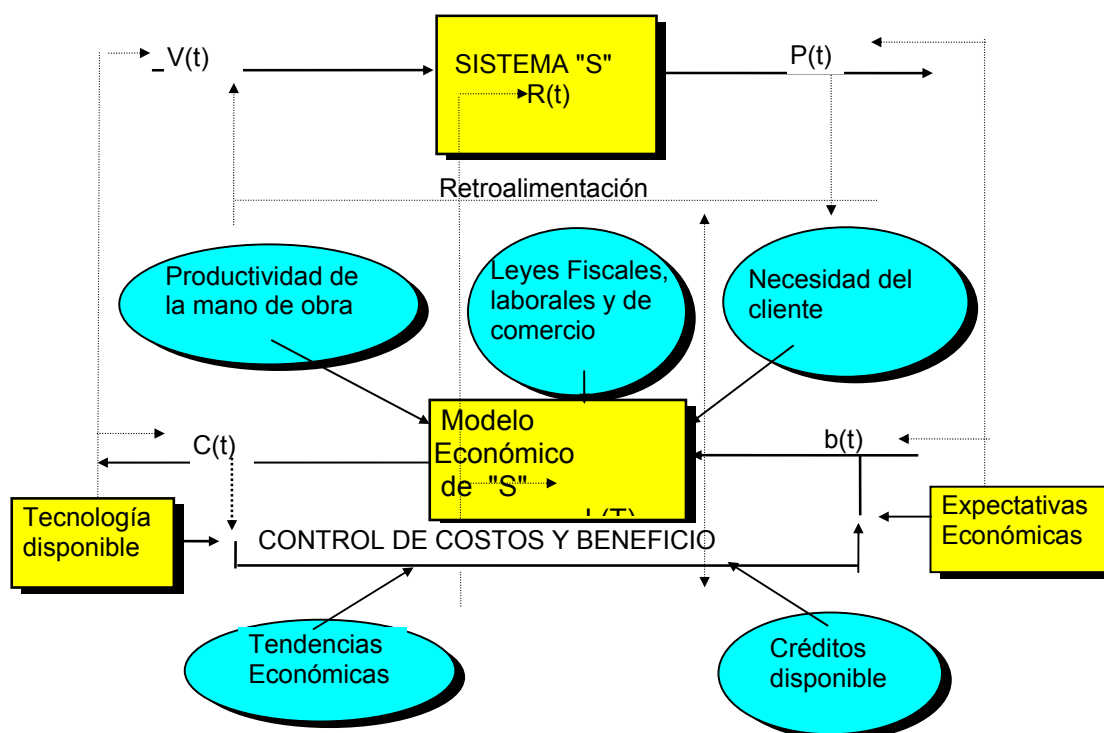 V(t)
SISTEMA "S"
R(t)
P(t)
Retroalimentación
Productividad de
la mano de obra
Leyes Fiscales,
laborales y de
comercio
Necesidad del
cliente
Modelo
Económico
de "S"
C(t)
b(t)
Tecnología
disponible
Expectativas
Económicas
CONTROL DE COSTOS Y BENEFICIO
Tendencias
Económicas
Créditos
disponible